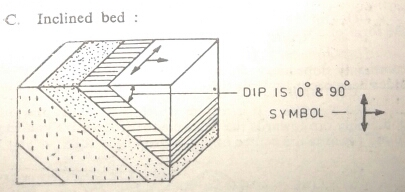 C. Inclined bed :
DIP IS 0° & 90°
SYMBOL —